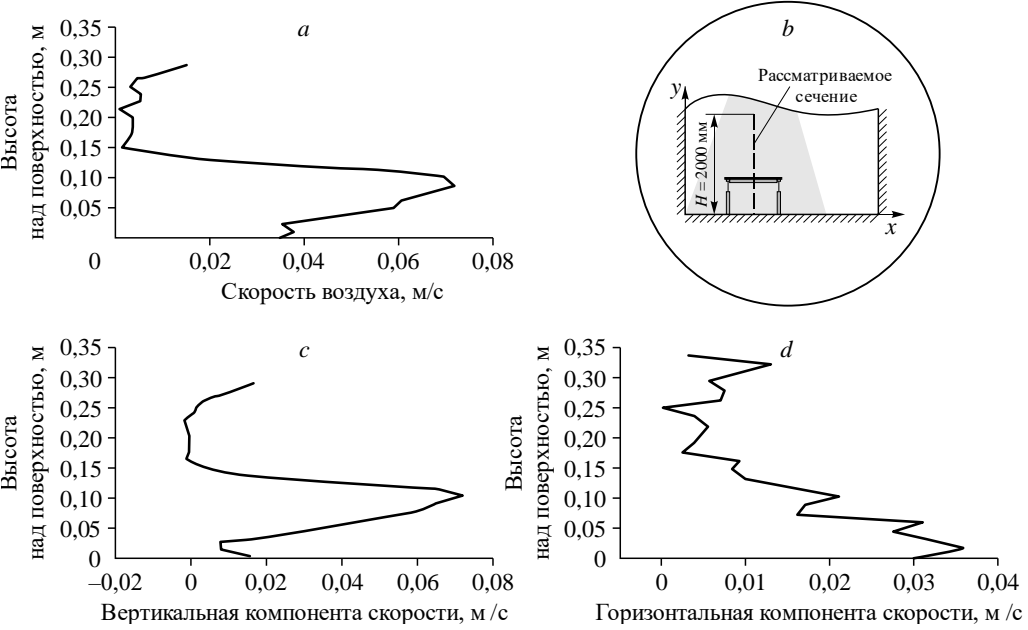 a
Высота
над поверхностью, м
0,35
0,30
0,25
0,20
0,15
0,10
0,05
0
0,02
0,04
0,06
0,08
Скорость воздуха, м/с
b
Рассматриваемое
сечение
y
H = 2000 мм
x
c
Высота
над поверхностью, м
0,35
0,30
0,25
0,20
0,15
0,10
0,05
0
–0,02
0
0,02
0,04
0,06
0,08
Вертикальная компонента скорости, м /с
d
Высота
над поверхностью, м
0,35
0,30
0,25
0,20
0,15
0,10
0,05
0
0
0,01
0,02
0,03
0,04
Горизонтальная компонента скорости, м /с